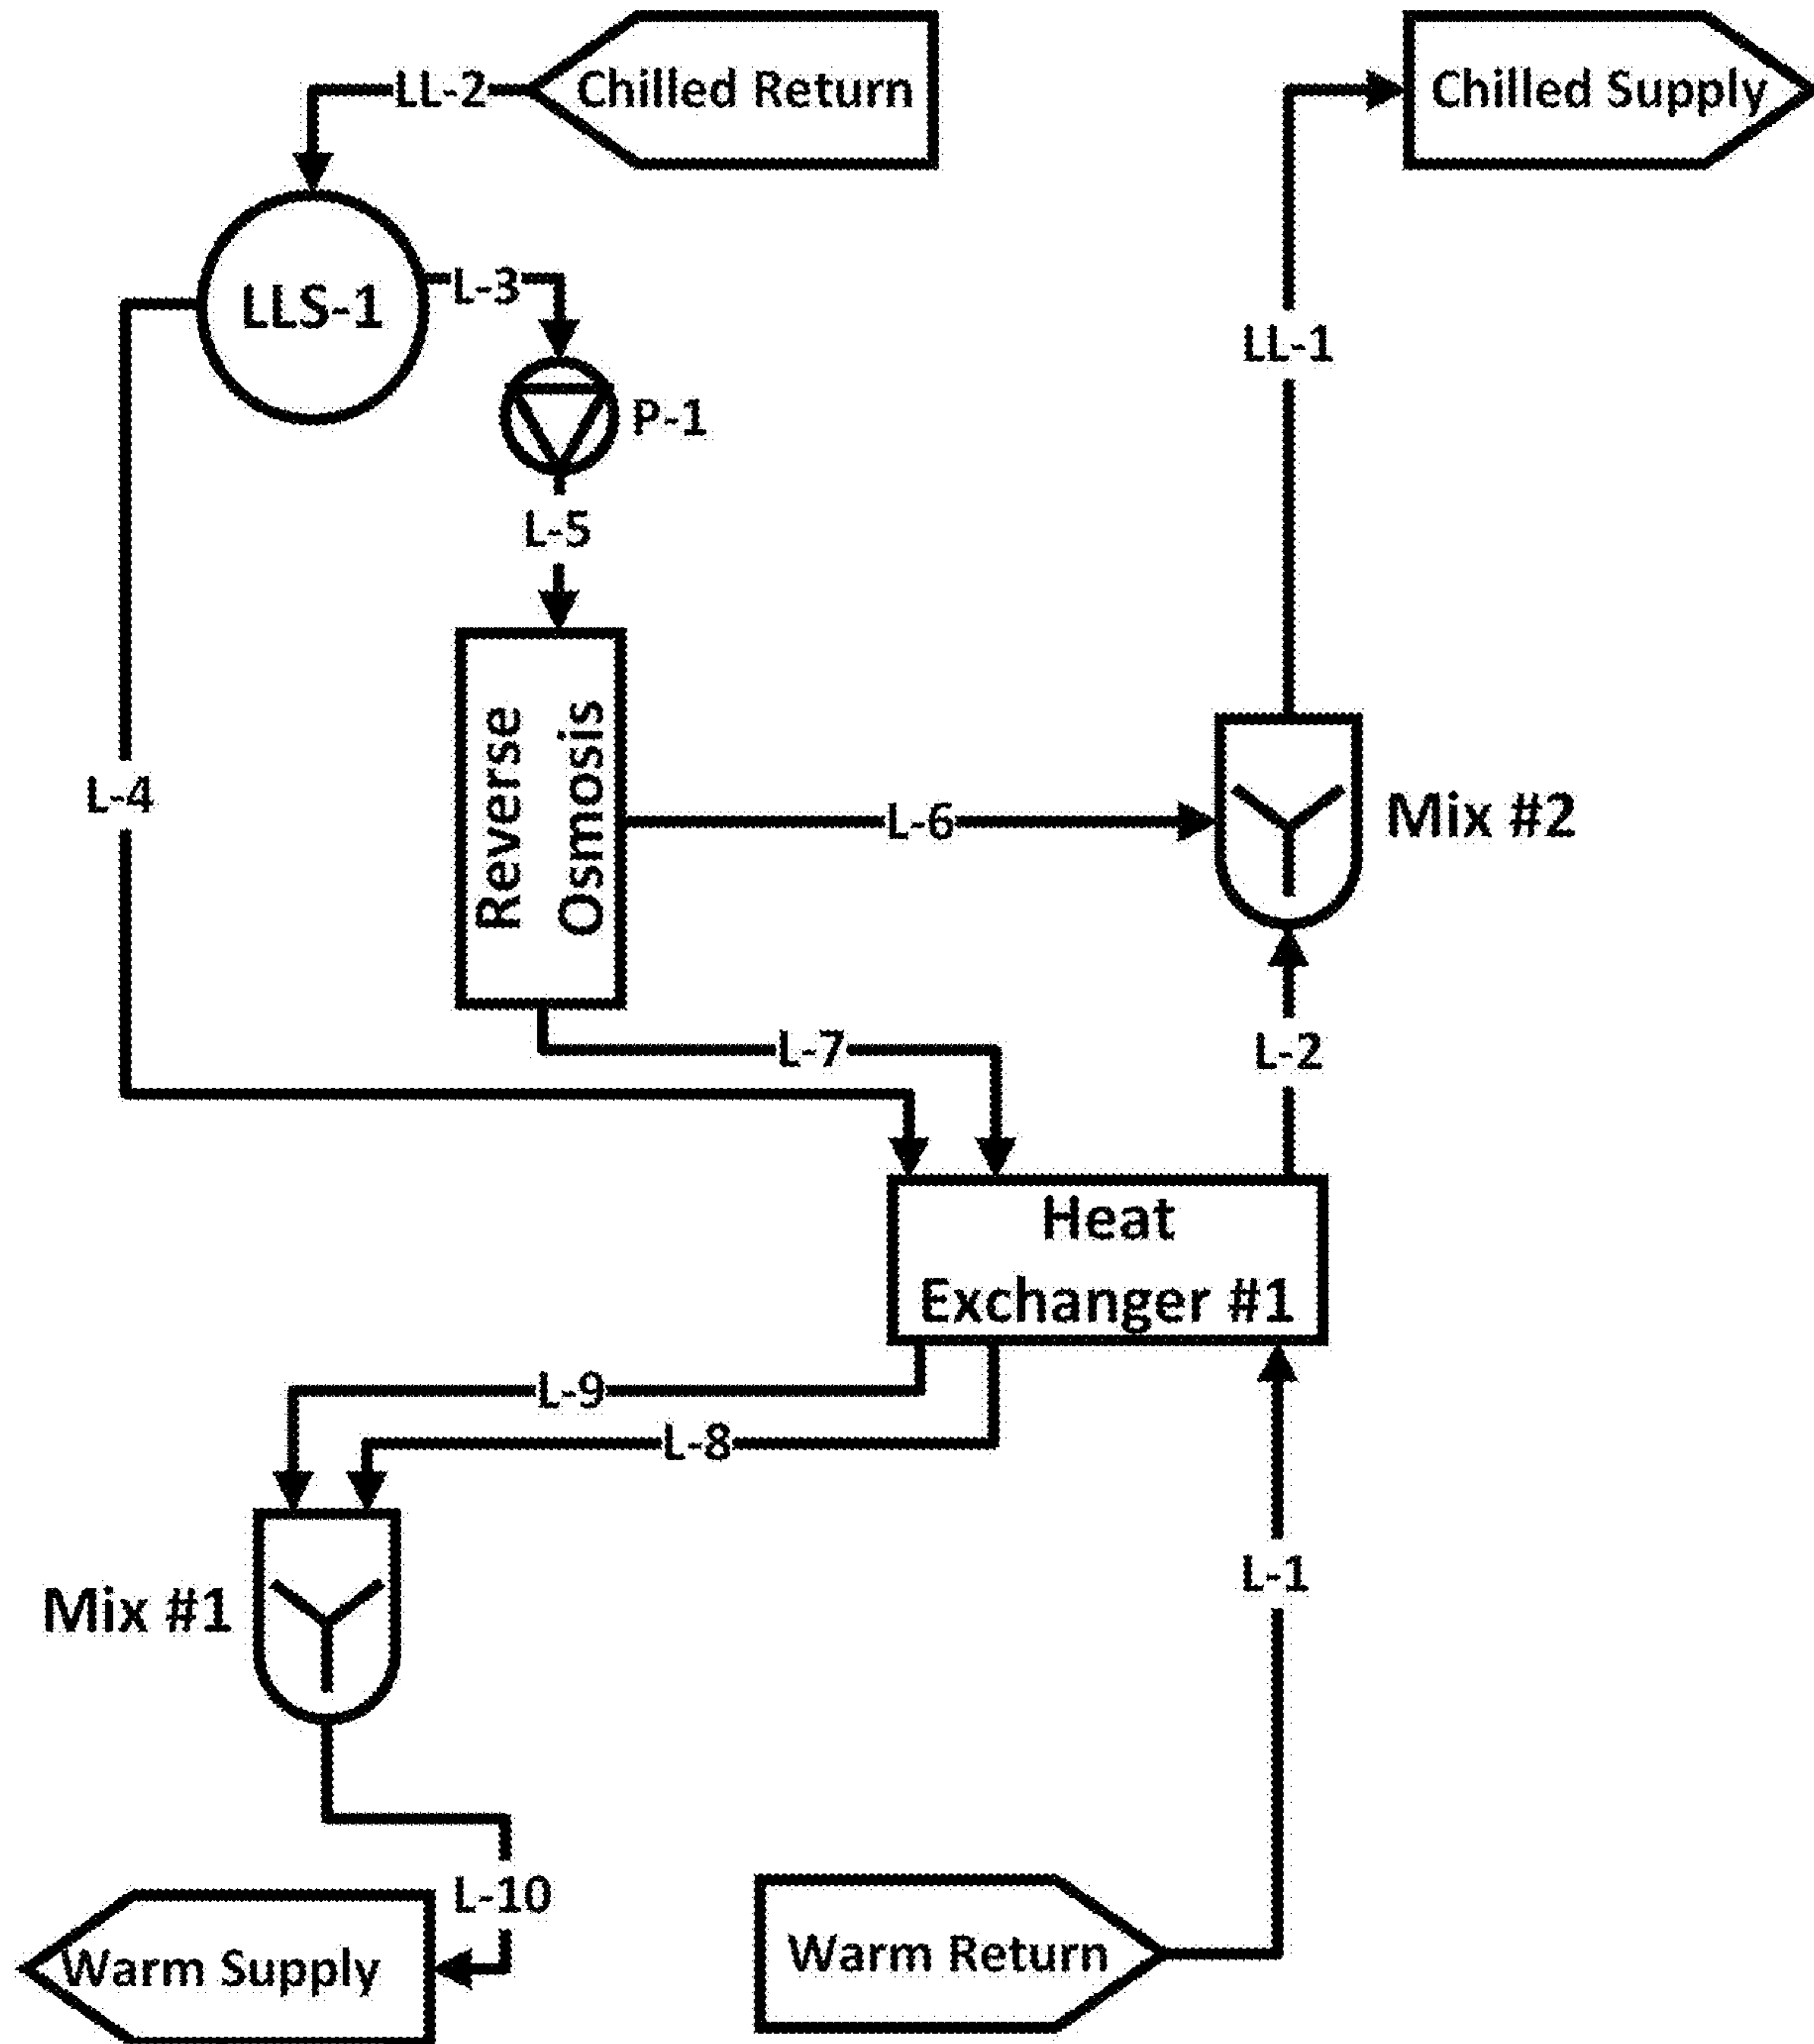 LL-2
Chilled Return
Chilled Supply
LLS-1
L-3
LL-1
P-1
L-5
L-4
Reverse
Osmosis
L-6
Mix #2
L-7
L-2
Heat
Exchanger #1
L-9
L-8
L-1
Mix #1
L-10
Warm Supply
Warm Return